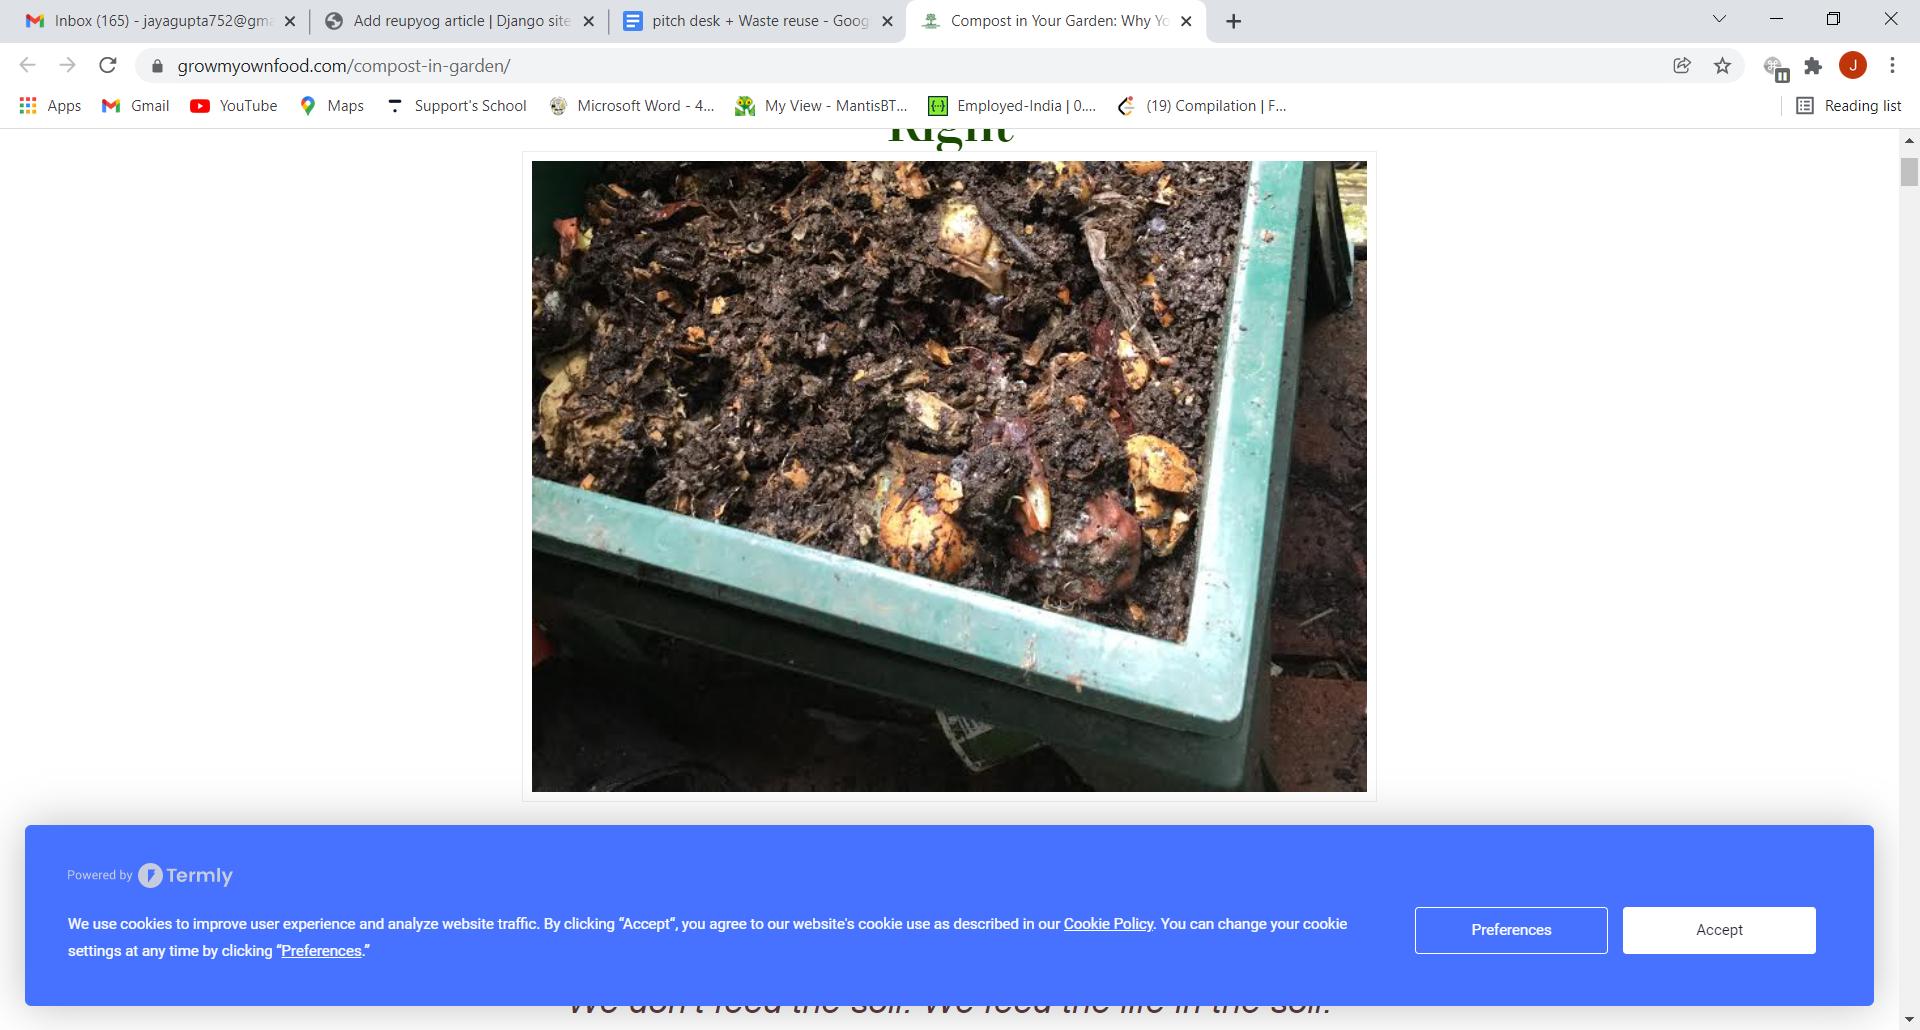 Inbox (165) - jayagupta752@gma
Add reupyog article | Django site
pitch desk + Waste reuse - Goog
Compost in Your Garden: Why Yo
growmyownfood.com/compost-in-garden/
J
Apps
Gmail
YouTube
Maps
Support's School
Microsoft Word - 4...
My View - MantisBT...
Employed-India | 0....
(19) Compilation | F...
Reading list
Right
Powered by Termly
We use cookies to improve user experience and analyze website traffic. By clicking “Accept“, you agree to our website's cookie use as described in our Cookie Policy. You can change your cookie
settings at any time by clicking “Preferences.”
Preferences
Accept
We don't feed the soil. We feed the life in the soil.